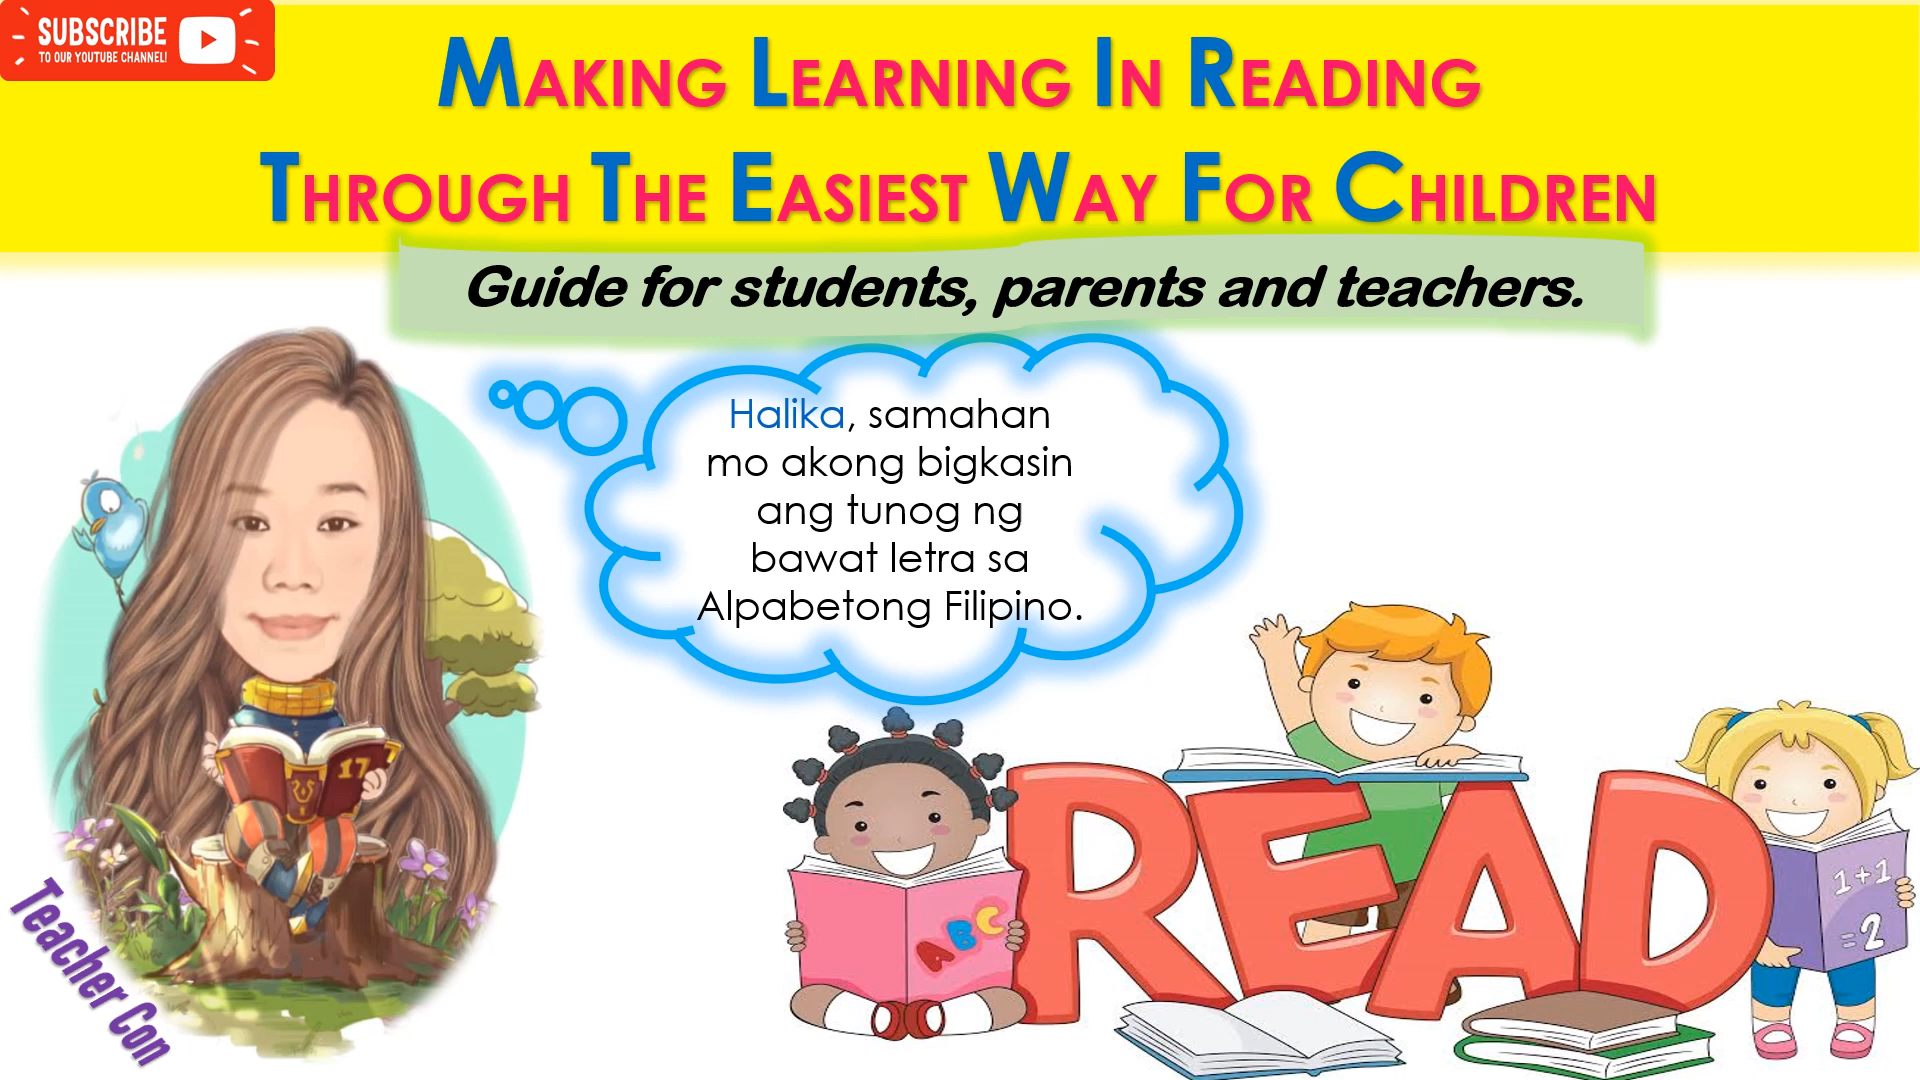 SUBSCRIBE
TO OUR YOUTUBE CHANNEL!
MAKING LEARNING IN READING
THROUGH THE EASIEST WAY FOR CHILDREN
Guide for students, parents and teachers.
Halika, samahan
mo akong bigkasin
ang tunog ng
bawat letra sa
Alpabetong Filipino.
17
Teacher Con
ABC
READ
1+1
=2